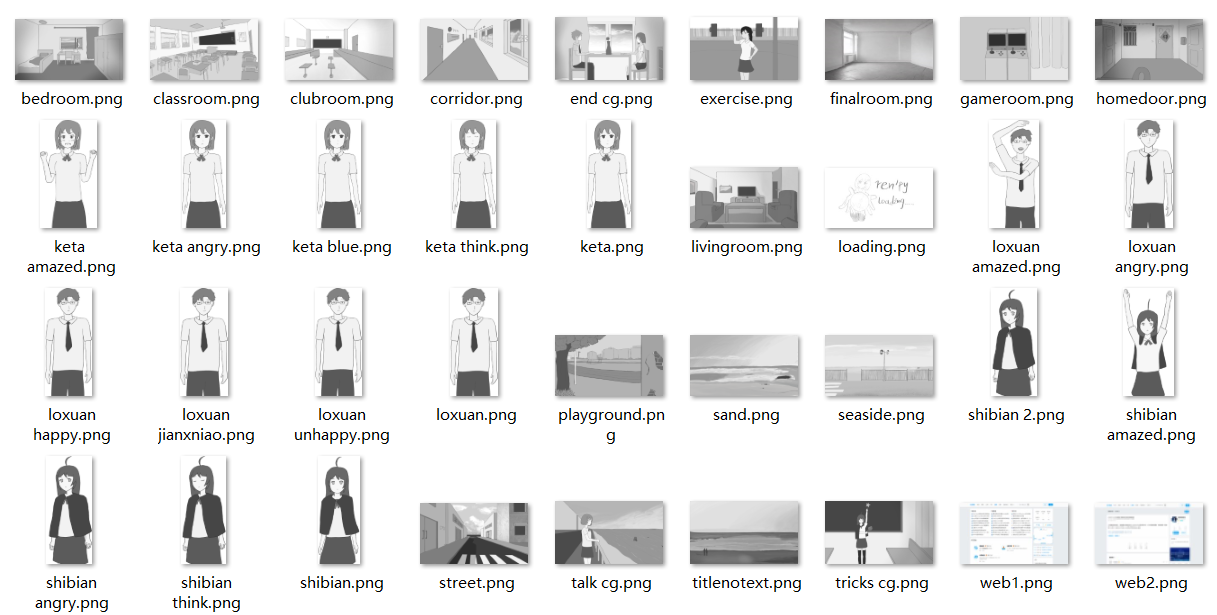 bedroom.png
classroom.png
clubroom.png
corridor.png
end cg.png
exercise.png
finalroom.png
gameroom.png
homedoor.png
ren'py
loading...
keta
amazed.png
keta angry.png
keta blue.png
keta think.png
keta.png
livingroom.png
loading.png
loxuan
amazed.png
loxuan
angry.png
loxuan
happy.png
loxuan
jianxniao.png
loxuan
unhappy.png
loxuan.png
playground.pn
g
sand.png
seaside.png
shibian 2.png
shibian
amazed.png
shibian
angry.png
shibian
think.png
shibian.png
street.png
talk cg.png
titlenotext.png
tricks cg.png
web1.png
web2.png